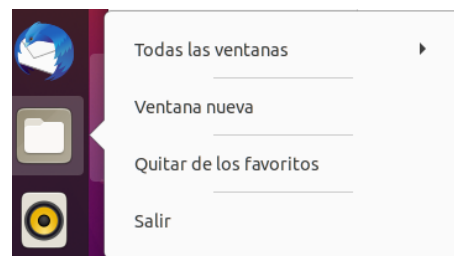 Todas las ventanas
Ventana nueva
Quitar de los favoritos
Salir